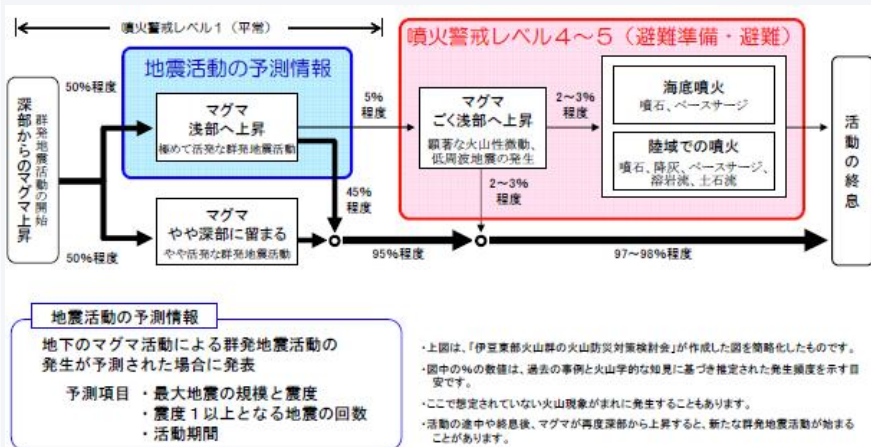 噴火警戒レベル1（平常）
噴火警戒レベル4～5（避難準備・避難）
地震活動の予測情報
群発地震活動の開始
深部からのマグマ上昇
50%程度
50%程度
マグマ
浅部へ上昇
極めて活発な群発地震活動
マグマ
やや深部に留まる
やや活発な群発地震活動
5%
程度
45%
程度
95%程度
マグマ
ごく浅部へ上昇
顕著な火山性微動、
低周波地震の発生
2～3%
程度
2～3%
程度
海底噴火
噴石、ベースサージ
陸域での噴火
噴石、降灰、ベースサージ、
溶岩流、土石流
97～98%程度
活動の終息
地震活動の予測情報
地下のマグマ活動による群発地震活動の
発生が予測された場合に発表
予測項目 ・最大地震の規模と震度
・震度1以上となる地震の回数
・活動期間
・上図は、「伊豆東部火山群の火山防災対策検討会」が作成した図を簡略化したものです。
・図中の%の数値は、過去の事例と火山学的な知見に基づき推定された発生頻度を示す目
安です。
・ここで想定されていない火山現象がまれに発生することもあります。
・活動の途中や終息後、マグマが再度深部から上昇すると、新たな群発地震活動が始まる
ことがあります。